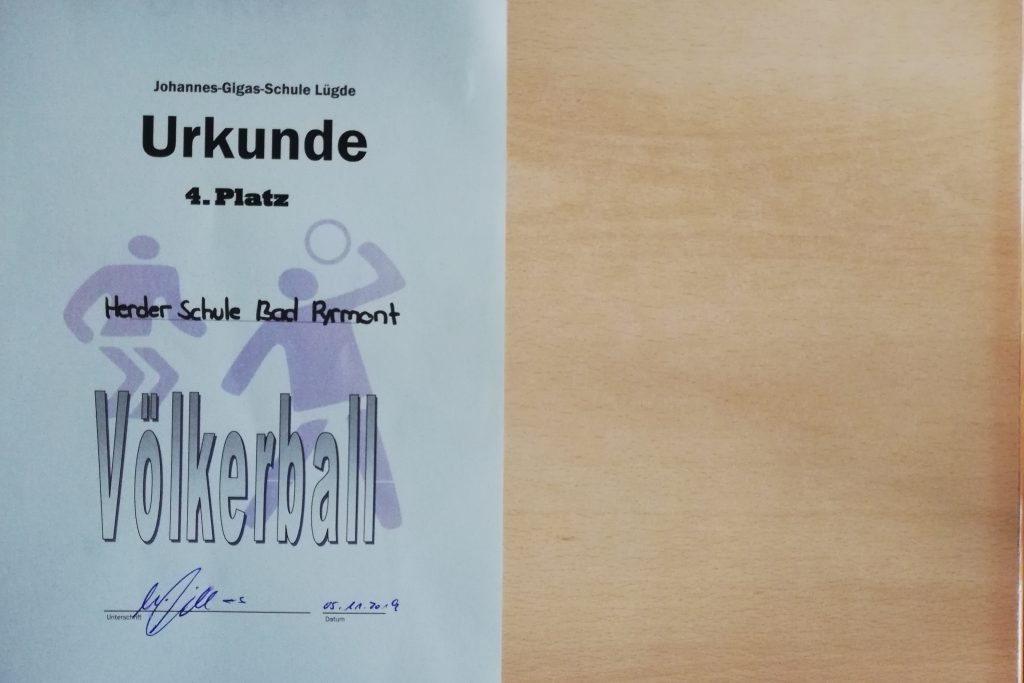 Johannes-Gigas-Schule Lügde
Urkunde
4. Platz
Herder Schule Bad Pyrmont
Völkerball
05.11.2019
Unterschrift
Datum